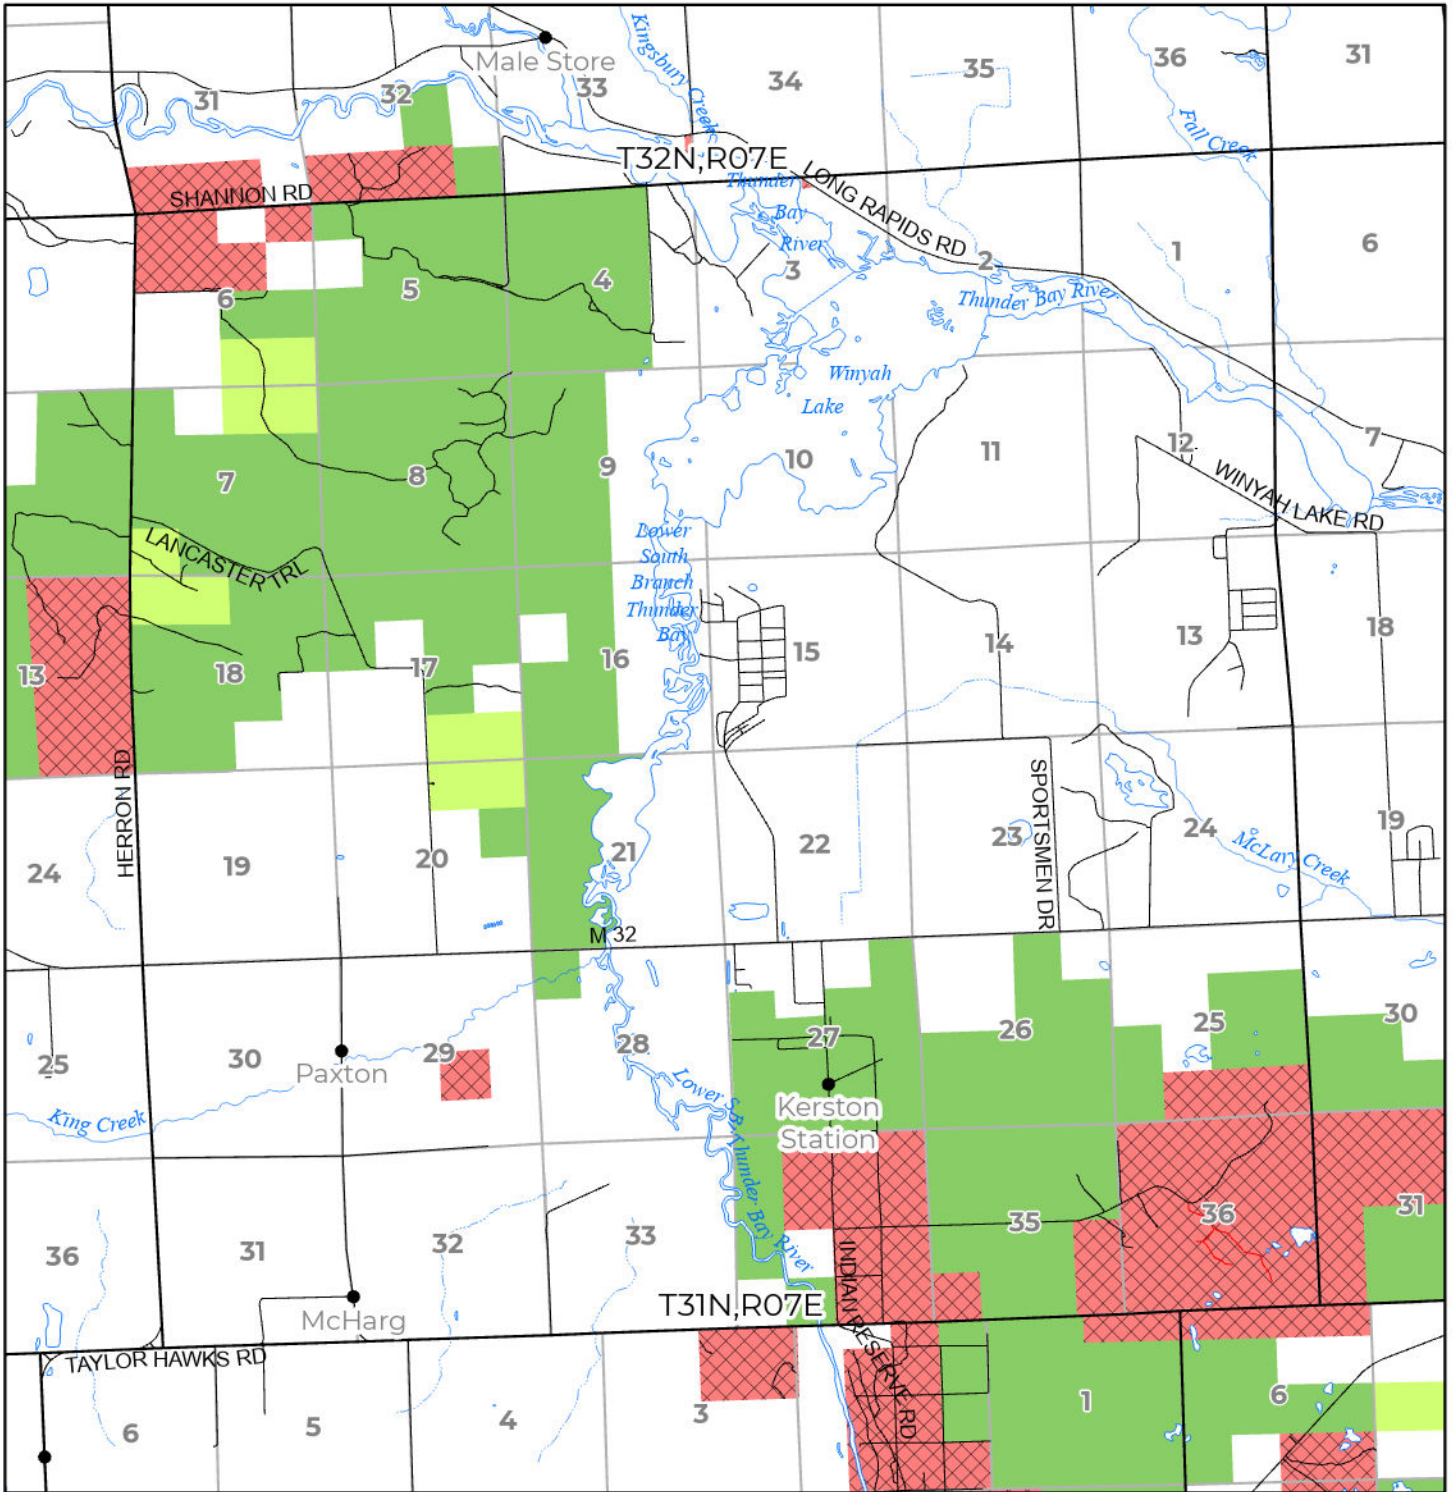 Male Store
Kingsbury Creek
31
32
33
34
35
36
31
Fall Creek
T32N,R07E
SHANNON RD
Thunder
Bay
River
LONG RAPIDS RD
6
5
4
3
2
1
6
Thunder Bay River
Winyah
Lake
7
8
9
10
11
12
7
WINYAH LAKE RD
LANCASTER TRL
Lower
South
Branch
Thunder
Bay
13
18
17
16
15
14
13
18
HERRON RD
SPORTSMEN DR
24
19
20
21
22
23
24
19
McLavy Creek
M 32
25
30
29
28
27
26
25
30
Paxton
King Creek
Kerston
Station
Lower S Br Thunder Bay River
36
31
32
33
35
36
31
INDIAN RESERVE RD
T31N,R07E
McHarg
TAYLOR HAWKS RD
6
5
4
3
1
6